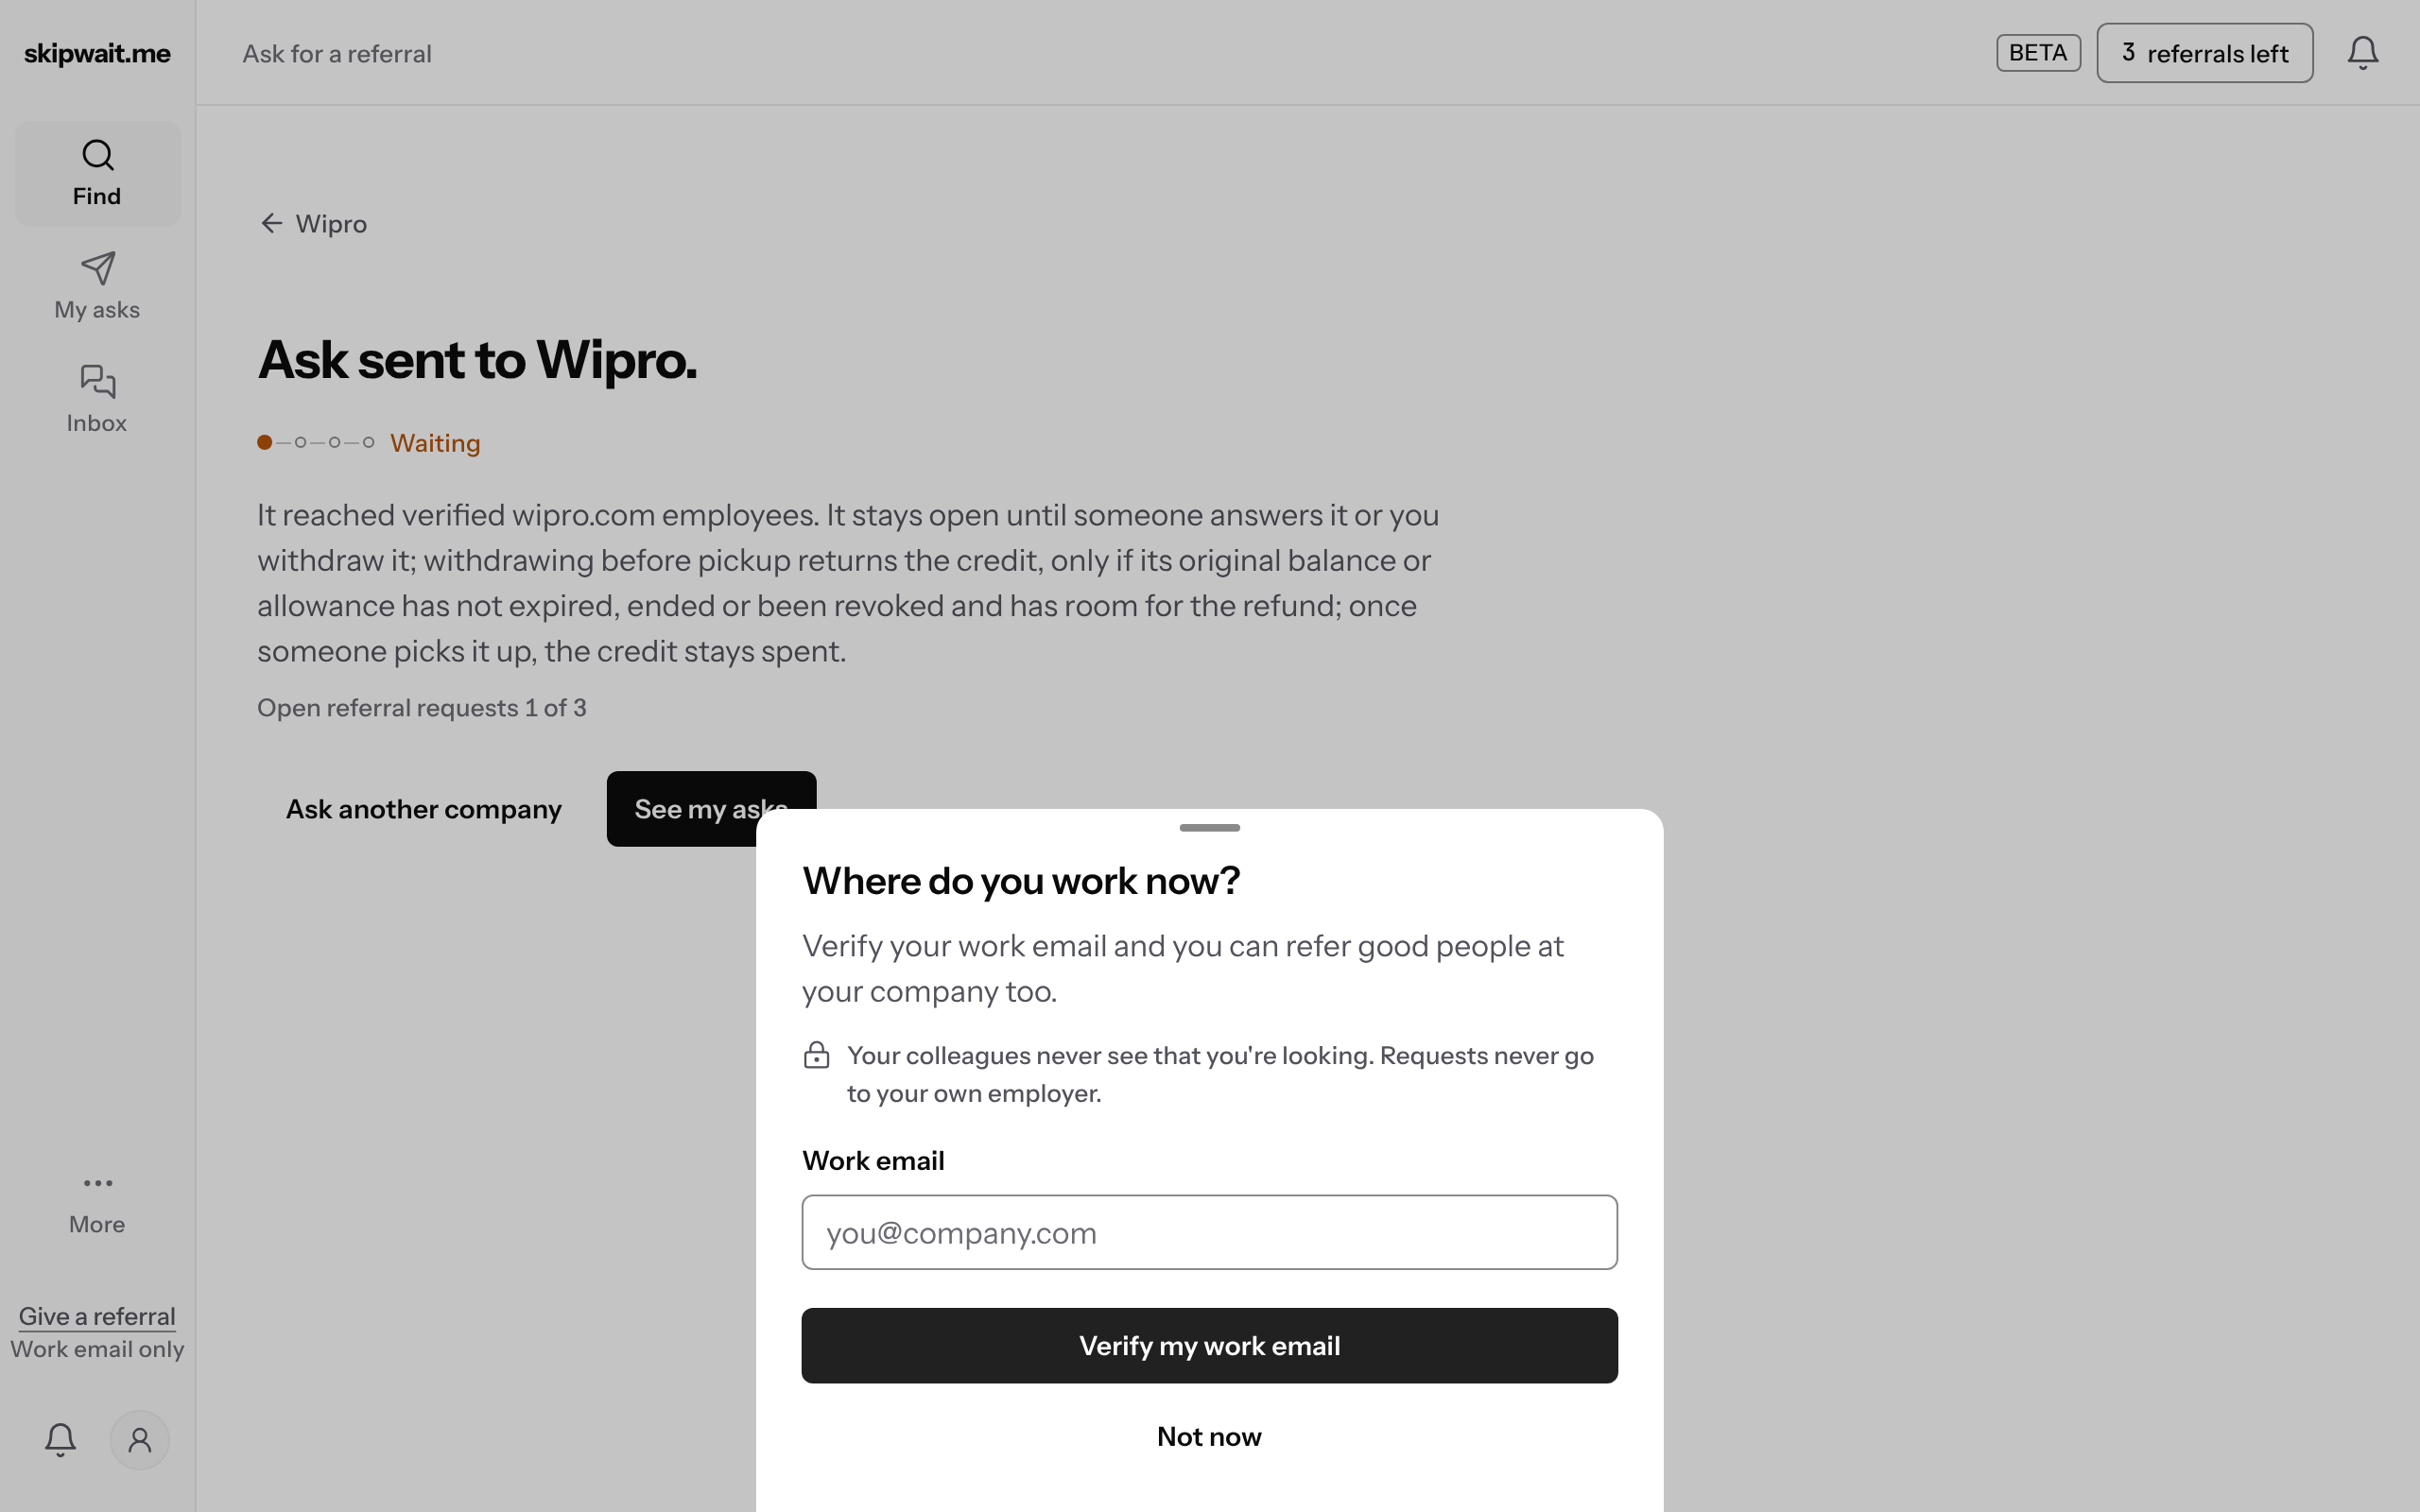 skipwait.me
Ask for a referral
BETA
3 referrals left
Find
My asks
Inbox
Wipro
Ask sent to Wipro.
Waiting
It reached verified wipro.com employees. It stays open until someone answers it or you
withdraw it; withdrawing before pickup returns the credit, only if its original balance or
allowance has not expired, ended or been revoked and has room for the refund; once
someone picks it up, the credit stays spent.
Open referral requests 1 of 3
Ask another company
See my asks
Where do you work now?
Verify your work email and you can refer good people at
your company too.
Your colleagues never see that you're looking. Requests never go
to your own employer.
Work email
you@company.com
Verify my work email
Not now
More
Give a referral
Work email only